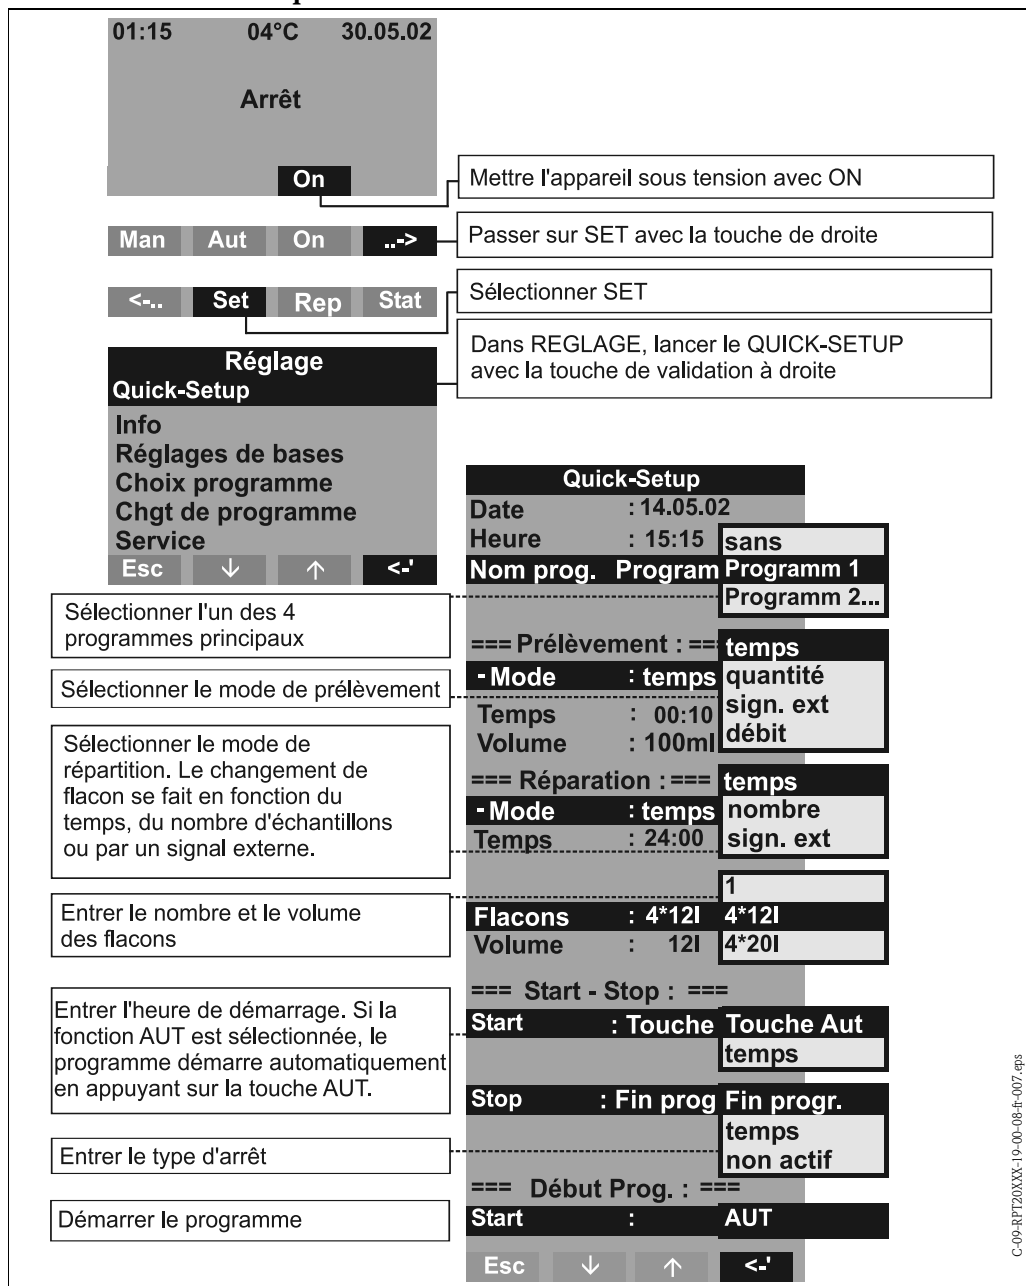 01:15 04°C 30.05.02
Arrêt
On
Mettre l'appareil sous tension avec ON
Man Aut On ..->
Passer sur SET avec la touche de droite
<-.. Set Rep Stat
Sélectionner SET
Réglage
Quick-Setup
Dans REGLAGE, lancer le QUICK-SETUP
avec la touche de validation à droite
Info
Réglages de bases
Choix programme
Chgt de programme
Service
Esc ↓ ↑ <-'
Quick-Setup
Date : 14.05.02
Heure : 15:15
Nom prog. Program
sans
Programm 1
Programm 2...
Sélectionner l'un des 4
programmes principaux
=== Prélèvement : ==
- Mode : temps
Temps : 00:10
Volume : 100ml
temps
quantité
sign. ext
débit
Sélectionner le mode de prélèvement
Sélectionner le mode de
répartition. Le changement de
flacon se fait en fonction du
temps, du nombre d'échantillons
ou par un signal externe.
=== Réparation : ===
- Mode : temps
Temps : 24:00
temps
nombre
sign. ext
Entrer le nombre et le volume
des flacons
Flacons : 4*12l
Volume : 12l
1
4*12l
4*20l
=== Start - Stop : ===
Entrer l'heure de démarrage. Si la
fonction AUT est sélectionnée, le
programme démarre automatiquement
en appuyant sur la touche AUT.
Start : Touche
Touche Aut
temps
Stop : Fin prog
Fin progr.
temps
non actif
Entrer le type d'arrêt
=== Début Prog. : ===
Démarrer le programme
Start : AUT
Esc ↓ ↑ <-'
C-09-RPT20XXX-19-00-08-fr-007.eps